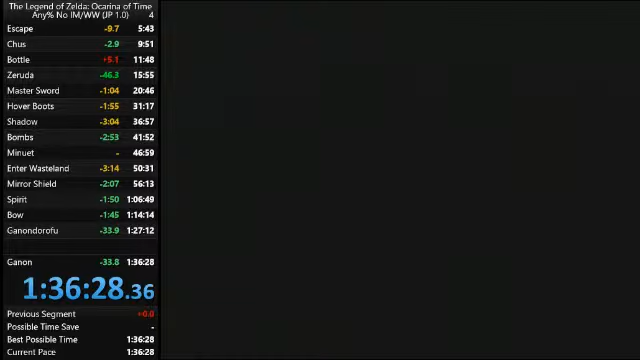 The Legend of Zelda: Ocarina of Time
Any% No IM/WW (JP 1.0) 4
Escape -9.7 5:43
Chus -2.9 9:51
Bottle +5.1 11:48
Zeruda -46.3 15:55
Master Sword -1:04 20:46
Hover Boots -1:55 31:17
Shadow -3:04 36:57
Bombs -2:53 41:52
Minuet - 46:59
Enter Wasteland -3:14 50:31
Mirror Shield -2:07 56:13
Spirit -1:50 1:06:49
Bow -1:45 1:14:14
Ganondorofu -33.9 1:27:12
Ganon -33.8 1:36:28
1:36:28.36
Previous Segment +0.0
Possible Time Save -
Best Possible Time 1:36:28
Current Pace 1:36:28